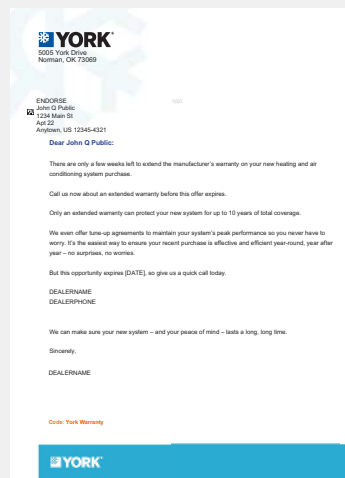 YORK
5005 York Drive
Norman, OK 73069
ENDORSE
John Q Public
1234 Main St
Apt 22
Anytown, US 12345-4321
Dear John Q Public:
There are only a few weeks left to extend the manufacturer's warranty on your new heating and air
conditioning system purchase.
Call us now about an extended warranty before this offer expires.
Only an extended warranty can protect your new system for up to 10 years of total coverage.
We even offer tune-up agreements to maintain your system's peak performance so you never have to
worry. It's the easiest way to ensure your recent purchase is effective and efficient year-round, year after
year – no surprises, no worries.
But this opportunity expires [DATE], so give us a quick call today.
DEALERNAME
DEALERPHONE
We can make sure your new system – and your peace of mind – lasts a long, long time.
Sincerely,
DEALERNAME
Code: York Warranty
YORK